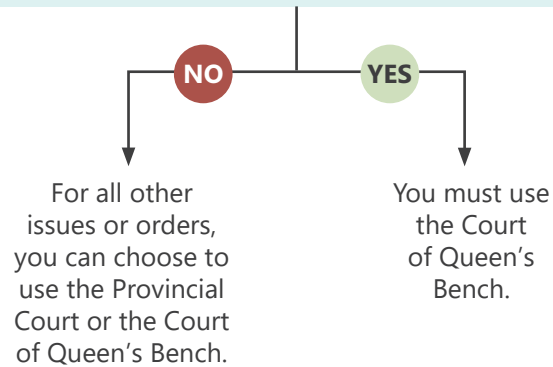 NO
YES
For all other
issues or orders,
you can choose to
use the Provincial
Court or the Court
of Queen’s Bench.
You must use
the Court
of Queen’s
Bench.